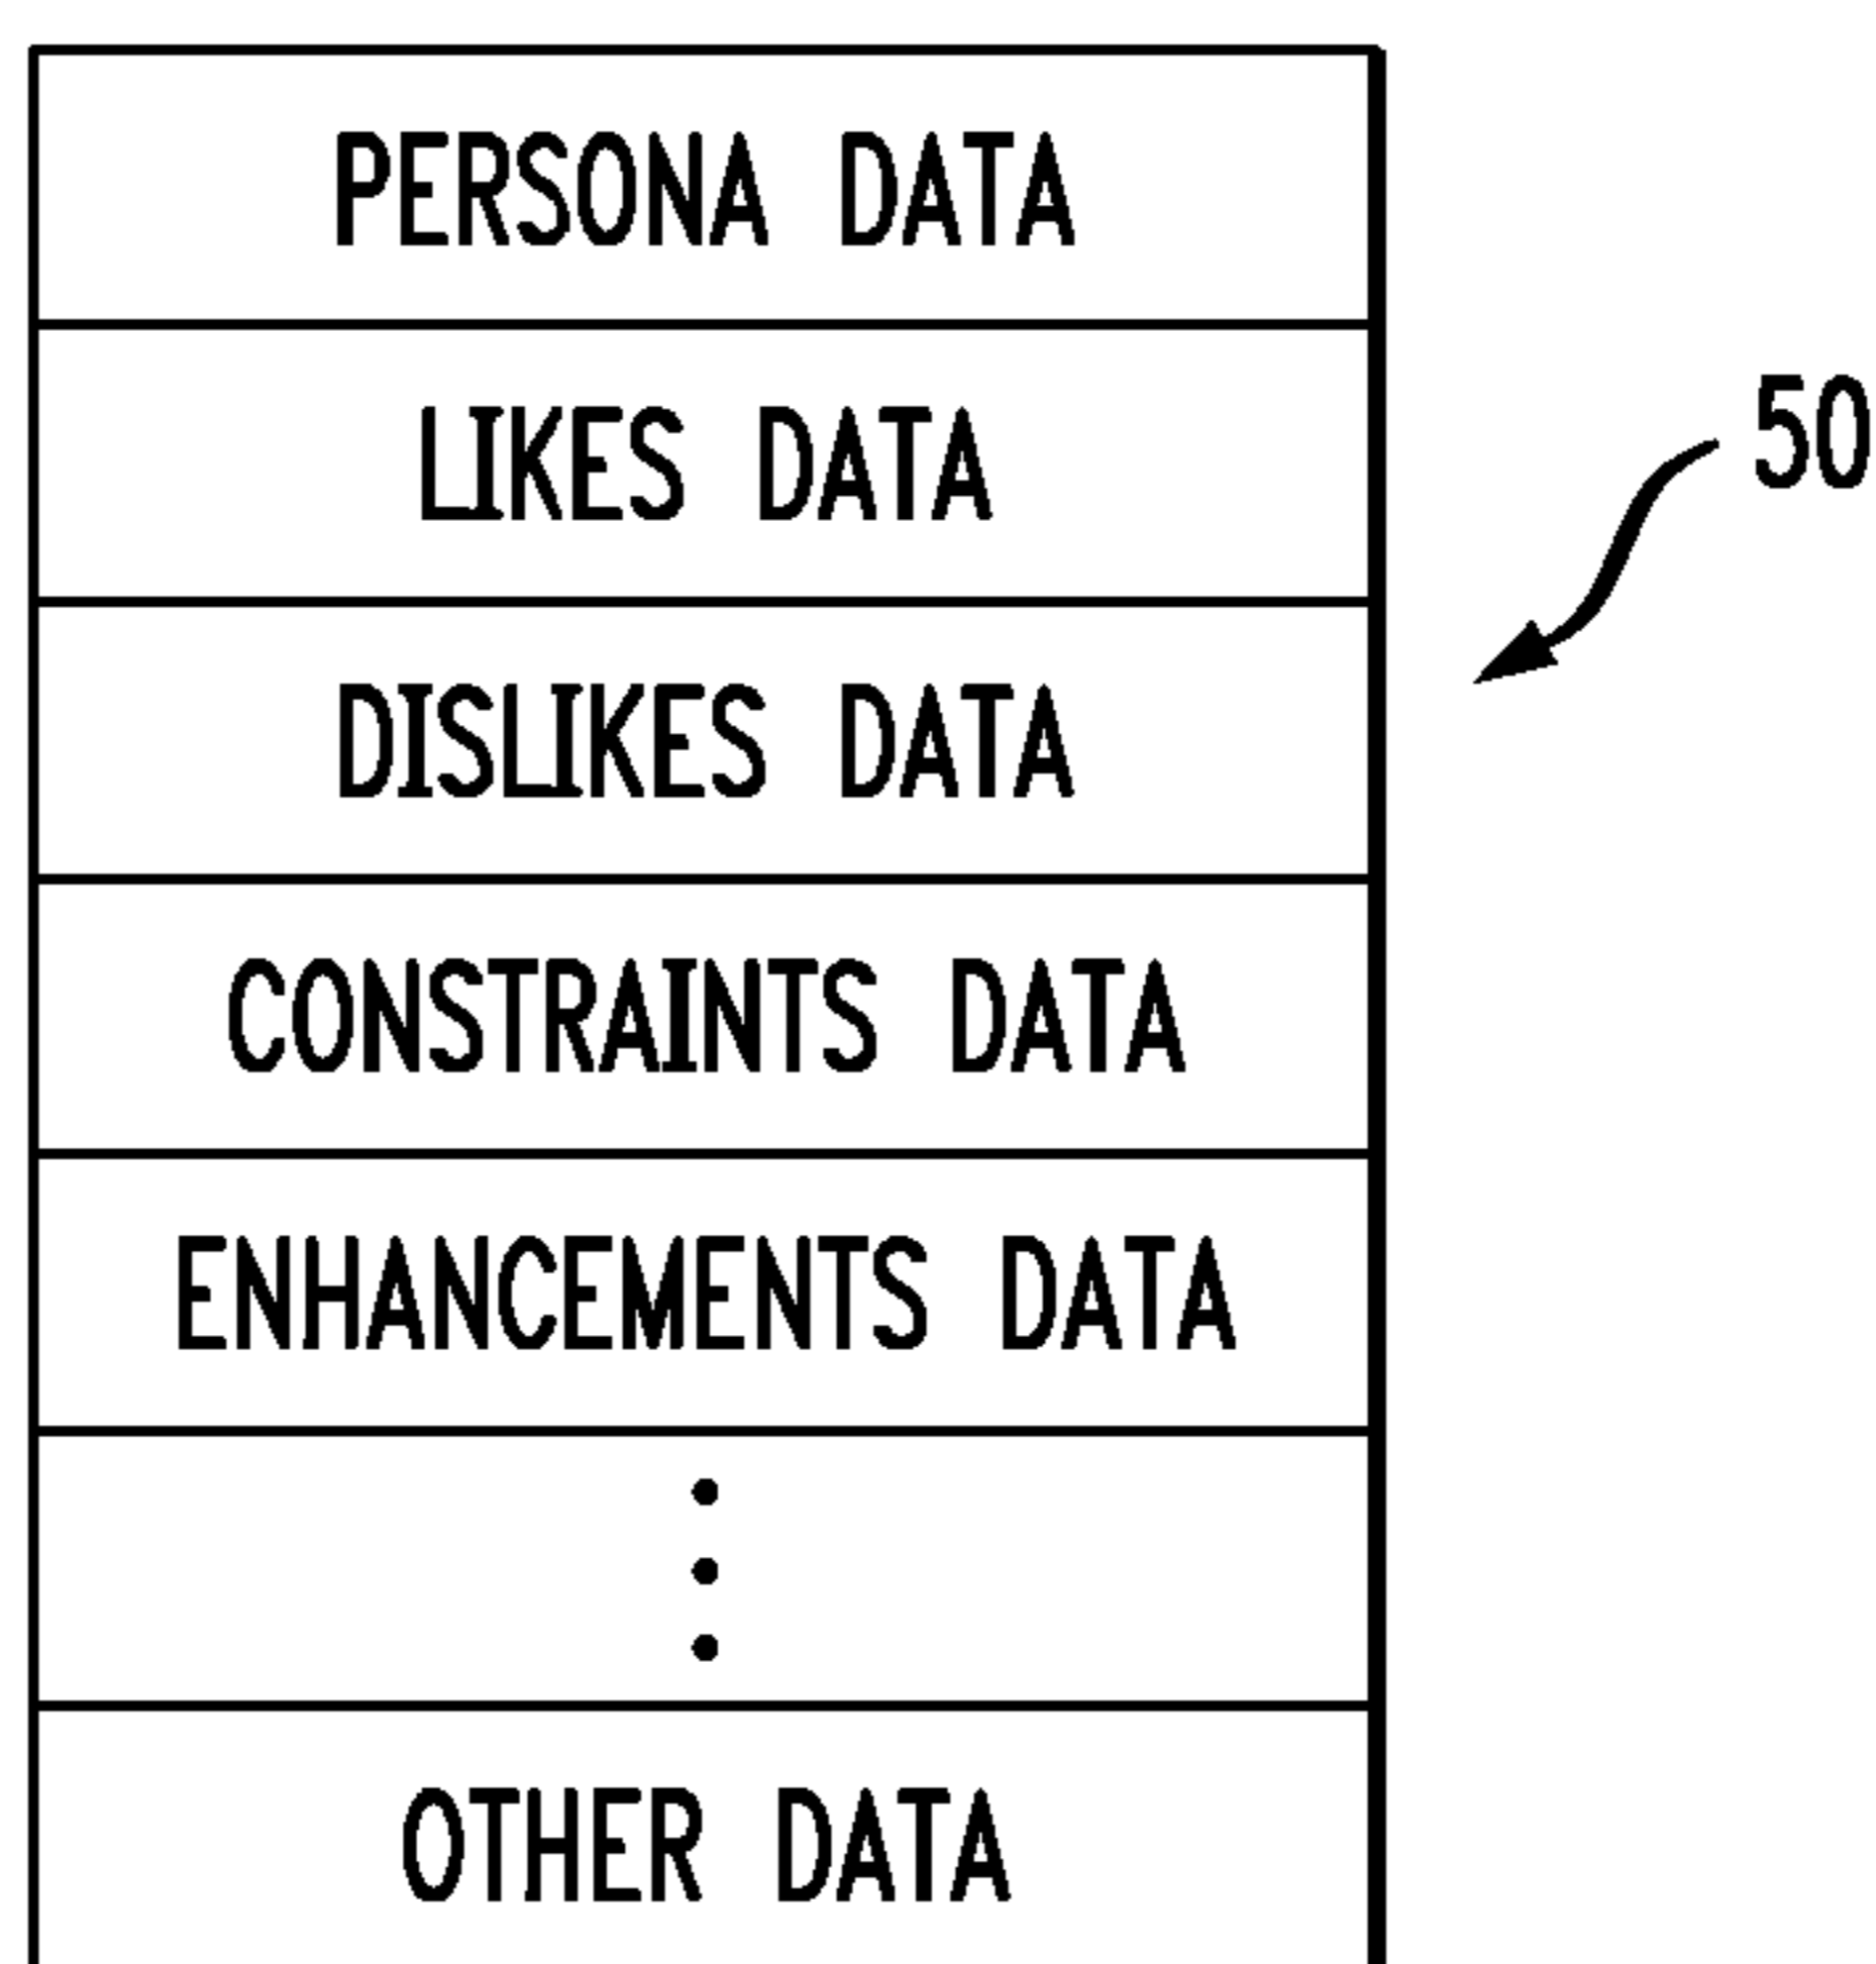 PERSONA DATA
LIKES DATA
50
DISLIKES DATA
CONSTRAINTS DATA
ENHANCEMENTS DATA
OTHER DATA